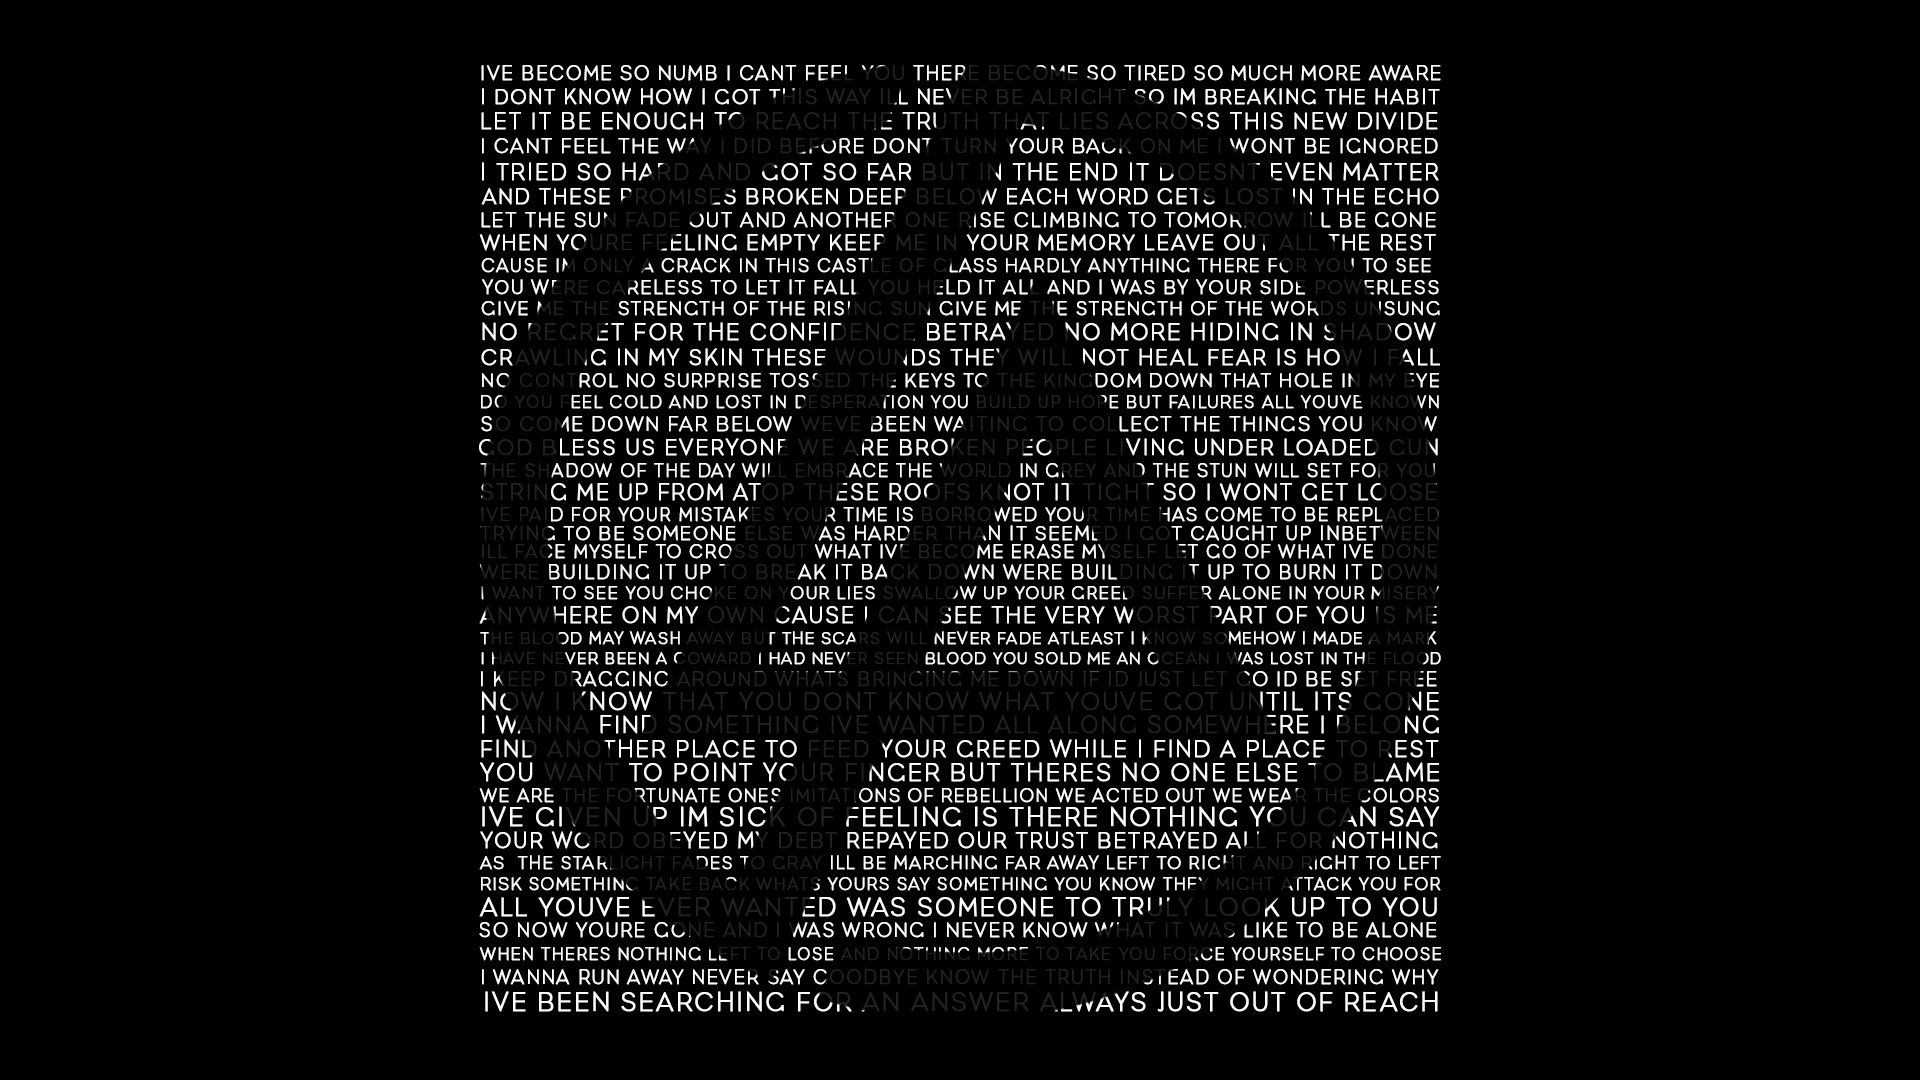 IVE BECOME SO NUMB I CANT FEEL YOU THERE BECOME SO TIRED SO MUCH MORE AWARE
I DONT KNOW HOW I GOT THIS WAY ILL NEVER BE ALRIGHT SO IM BREAKING THE HABIT
LET IT BE ENOUGH TO REACH THE TRUTH THAT LIES ACROSS THIS NEW DIVIDE
I CANT FEEL THE WAY I DID BEFORE DONT TURN YOUR BACK ON ME I WONT BE IGNORED
I TRIED SO HARD AND GOT SO FAR BUT IN THE END IT DOESNT EVEN MATTER
AND THESE PROMISES BROKEN DEEP BELOW EACH WORD GETS LOST IN THE ECHO
LET THE SUN FADE OUT AND ANOTHER ONE RISE CLIMBING TO TOMORROW ILL BE GONE
WHEN YOURE FEELING EMPTY KEEP ME IN YOUR MEMORY LEAVE OUT ALL THE REST
CAUSE IM ONLY A CRACK IN THIS CASTLE OF GLASS HARDLY ANYTHING THERE FOR YOU TO SEE
YOU WERE CARELESS TO LET IT FALL YOU HELD IT ALL AND I WAS BY YOUR SIDE POWERLESS
GIVE ME THE STRENGTH OF THE RISING SUN GIVE ME THE STRENGTH OF THE WORDS UNSUNG
NO REGRET FOR THE CONFIDENCE BETRAYED NO MORE HIDING IN SHADOW
CRAWLING IN MY SKIN THESE WOUNDS THEY WILL NOT HEAL FEAR IS HOW I FALL
NO CONTROL NO SURPRISE TOSSED THE KEYS TO THE KINGDOM DOWN THAT HOLE IN MY EYE
DO YOU FEEL COLD AND LOST IN DESPERATION YOU BUILD UP HOPE BUT FAILURES ALL YOUVE KNOWN
SO COME DOWN FAR BELOW WEVE BEEN WAITING TO COLLECT THE THINGS YOU KNOW
GOD BLESS US EVERYONE WE ARE BROKEN PEOPLE LIVING UNDER LOADED GUN
THE SHADOW OF THE DAY WILL EMBRACE THE WORLD IN GREY AND THE STUN WILL SET FOR YOU
STRING ME UP FROM ATOP THESE ROOFS KNOT IT TIGHT SO I WONT GET LOOSE
IVE PAID FOR YOUR MISTAKES YOUR TIME IS BORROWED YOUR TIME HAS COME TO BE REPLACED
TRYING TO BE SOMEONE ELSE WAS HARDER THAN IT SEEMED I GOT CAUGHT UP INBETWEEN
ILL FACE MYSELF TO CROSS OUT WHAT IVE BECOME ERASE MYSELF LET GO OF WHAT IVE DONE
WERE BUILDING IT UP TO BREAK IT BACK DOWN WERE BUILDING IT UP TO BURN IT DOWN
I WANT TO SEE YOU CHOKE ON YOUR LIES SWALLOW UP YOUR GREED SUFFER ALONE IN YOUR MISERY
ANYWHERE ON MY OWN CAUSE I CAN SEE THE VERY WORST PART OF YOU IS ME
THE BLOOD MAY WASH AWAY BUT THE SCARS WILL NEVER FADE ATLEAST I KNOW SOMEHOW I MADE A MARK
I HAVE NEVER BEEN A COWARD I HAD NEVER SEEN BLOOD YOU SOLD ME AN OCEAN I WAS LOST IN THE FLOOD
I KEEP DRAGGING AROUND WHATS BRINGING ME DOWN IF ID JUST LET GO ID BE SET FREE
NOW I KNOW THAT YOU DONT KNOW WHAT YOUVE GOT UNTIL ITS GONE
I WANNA FIND SOMETHING IVE WANTED ALL ALONG SOMEWHERE I BELONG
FIND ANOTHER PLACE TO FEED YOUR GREED WHILE I FIND A PLACE TO REST
YOU WANT TO POINT YOUR FINGER BUT THERES NO ONE ELSE TO BLAME
WE ARE THE FORTUNATE ONES IMITATIONS OF REBELLION WE ACTED OUT WE WEAR THE COLORS
IVE GIVEN UP IM SICK OF FEELING IS THERE NOTHING YOU CAN SAY
YOUR WORD OBEYED MY DEBT REPAYED OUR TRUST BETRAYED ALL FOR NOTHING
AS THE STARLIGHT FADES TO GRAY ILL BE MARCHING FAR AWAY LEFT TO RIGHT AND RIGHT TO LEFT
RISK SOMETHING TAKE BACK WHATS YOURS SAY SOMETHING YOU KNOW THEY MIGHT ATTACK YOU FOR
ALL YOUVE EVER WANTED WAS SOMEONE TO TRULY LOOK UP TO YOU
SO NOW YOURE GONE AND I WAS WRONG I NEVER KNOW WHAT IT WAS LIKE TO BE ALONE
WHEN THERES NOTHING LEFT TO LOSE AND NOTHING MORE TO TAKE YOU FORCE YOURSELF TO CHOOSE
I WANNA RUN AWAY NEVER SAY GOODBYE KNOW THE TRUTH INSTEAD OF WONDERING WHY
IVE BEEN SEARCHING FOR AN ANSWER ALWAYS JUST OUT OF REACH